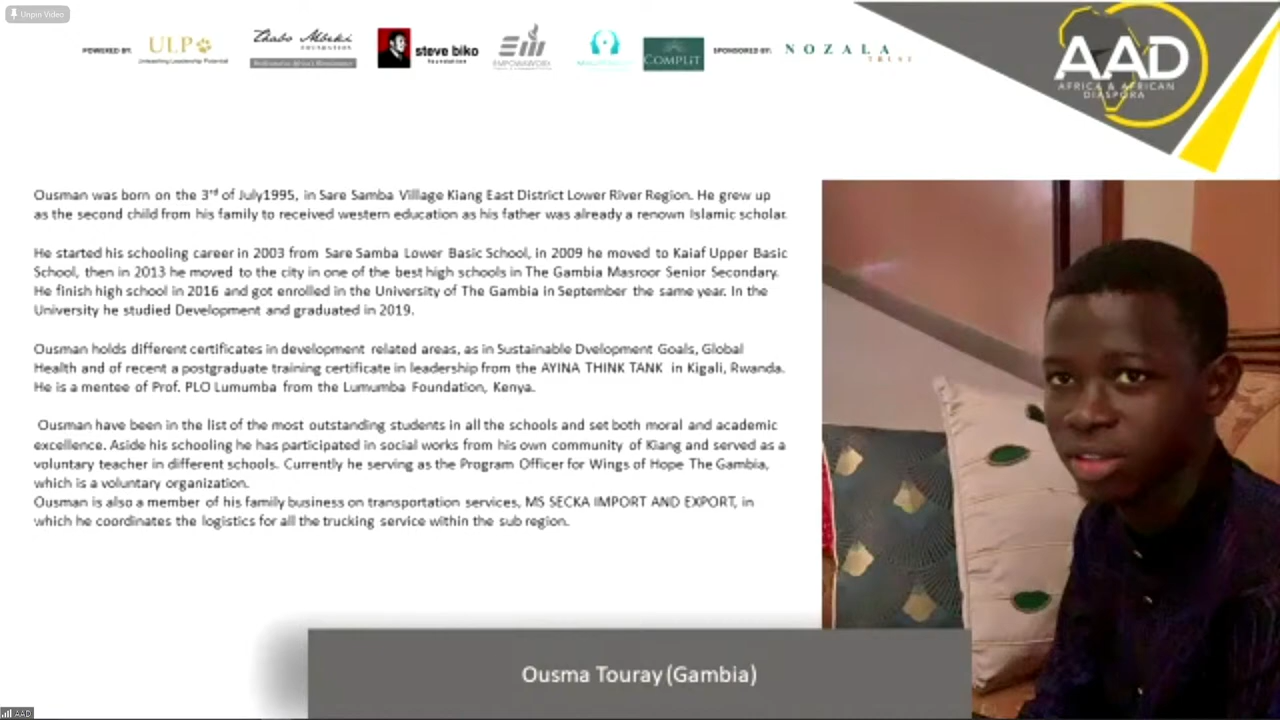 Unpin Video
POWERED BY:
ULP
Unleashing Leadership Potential
Thabo Mbeki
FOUNDATION
steve biko
foundation
EMPOWAWORX
COMPLIT
SPONSORED BY:
NOZALA
TRUST
AAD
AFRICA & AFRICAN
DIASPORA
Ousman was born on the 3rd of July1995, in Sare Samba Village Kiang East District Lower River Region. He grew up
as the second child from his family to received western education as his father was already a renown Islamic scholar.
He started his schooling career in 2003 from Sare Samba Lower Basic School, in 2009 he moved to Kaiaf Upper Basic
School, then in 2013 he moved to the city in one of the best high schools in The Gambia Masroor Senior Secondary.
He finish high school in 2016 and got enrolled in the University of The Gambia in September the same year. In the
University he studied Development and graduated in 2019.
Ousman holds different certificates in development related areas, as in Sustainable Dvelopment Goals, Global
Health and of recent a postgraduate training certificate in leadership from the AYINA THINK TANK in Kigali, Rwanda.
He is a mentee of Prof. PLO Lumumba from the Lumumba Foundation, Kenya.
Ousman have been in the list of the most outstanding students in all the schools and set both moral and academic
excellence. Aside his schooling he has participated in social works from his own community of Kiang and served as a
voluntary teacher in different schools. Currently he serving as the Program Officer for Wings of Hope The Gambia,
which is a voluntary organization.
Ousman is also a member of his family business on transportation services, MS SECKA IMPORT AND EXPORT, in
which he coordinates the logistics for all the trucking service within the sub region.
Ousma Touray (Gambia)
AAD